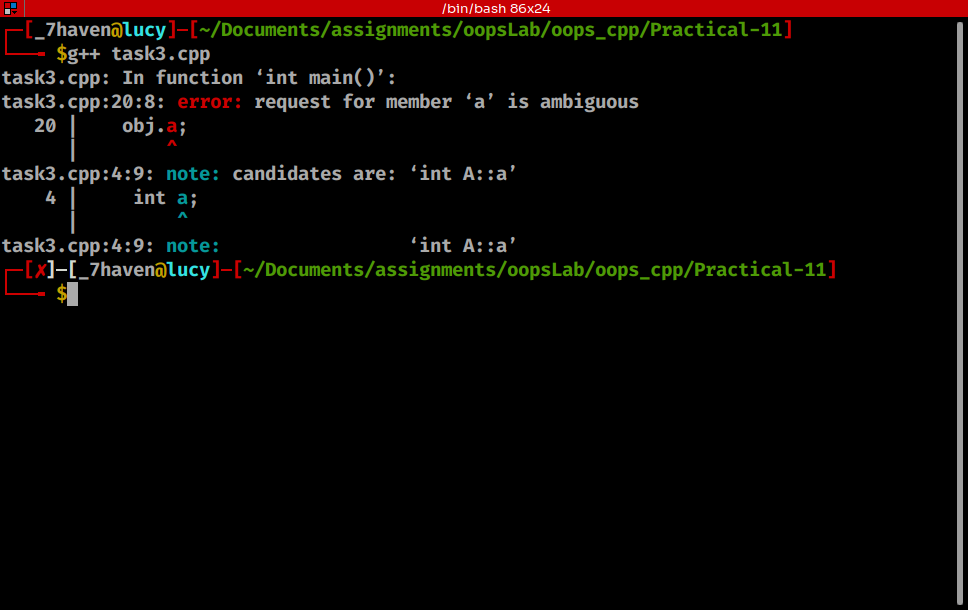 /bin/bash 86x24
┌─[_7haven@lucy]─[~/Documents/assignments/oopsLab/oops_cpp/Practical-11]
└──╼ $g++ task3.cpp
task3.cpp: In function ‘int main()’:
task3.cpp:20:8: error: request for member ‘a’ is ambiguous
   20 |    obj.a;
      |        ^
task3.cpp:4:9: note: candidates are: ‘int A::a’
    4 |     int a;
      |         ^
task3.cpp:4:9: note:                 ‘int A::a’
┌─[✗]─[_7haven@lucy]─[~/Documents/assignments/oopsLab/oops_cpp/Practical-11]
└──╼ $